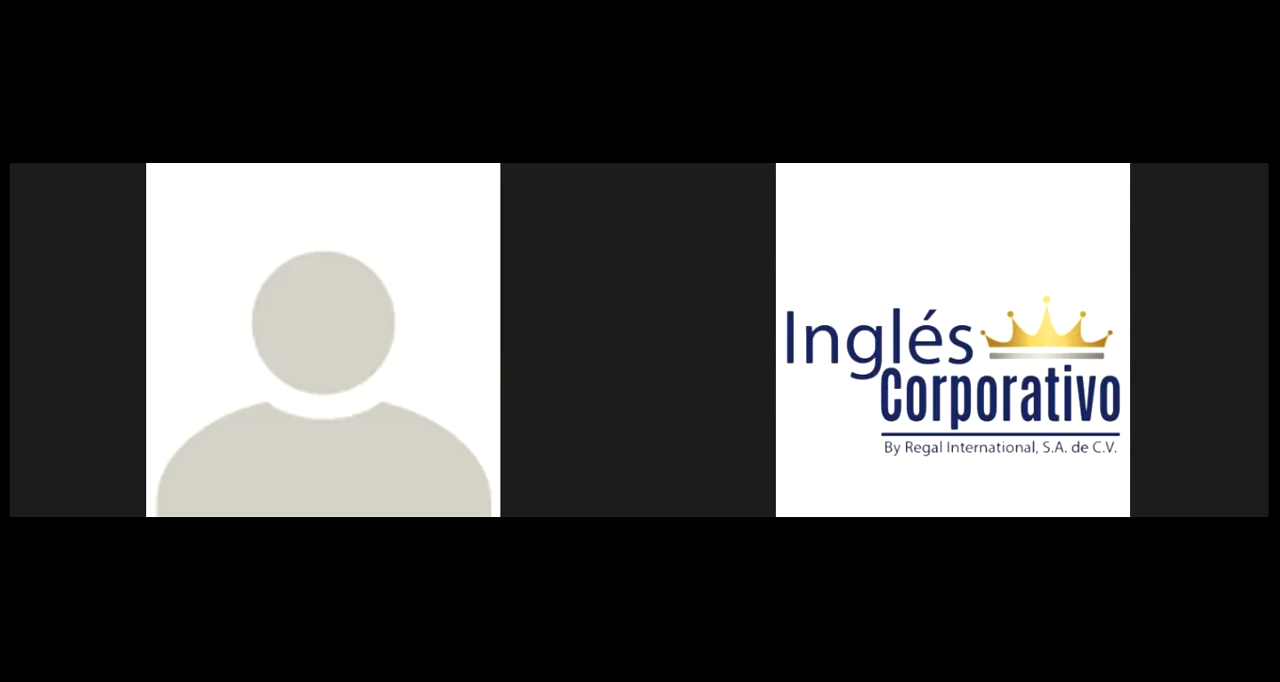 Inglés
Corporativo
By Regal International, S.A. de C.V.